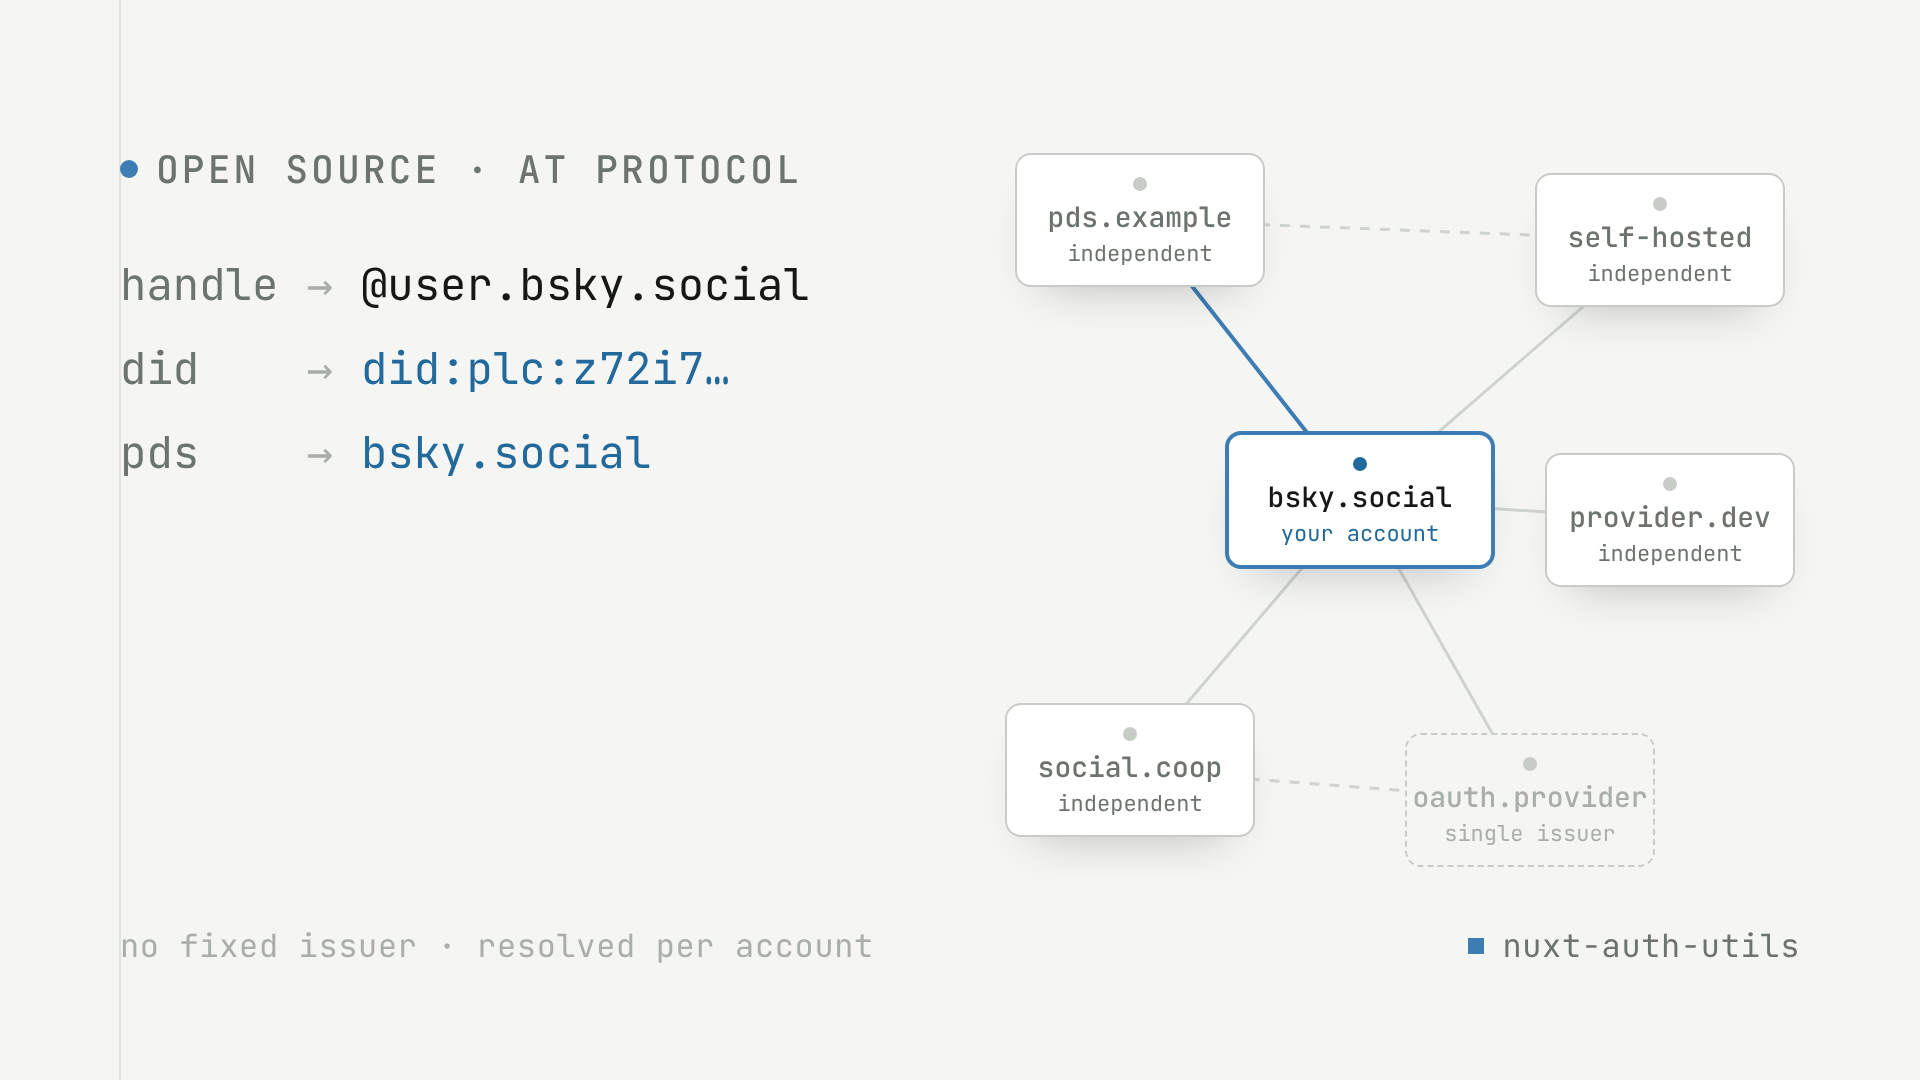 OPEN SOURCE · AT PROTOCOL
handle → @user.bsky.social
did → did:plc:z72i7…
pds → bsky.social
pds.example
independent
self-hosted
independent
bsky.social
your account
provider.dev
independent
social.coop
independent
oauth.provider
single issuer
no fixed issuer · resolved per account
nuxt-auth-utils